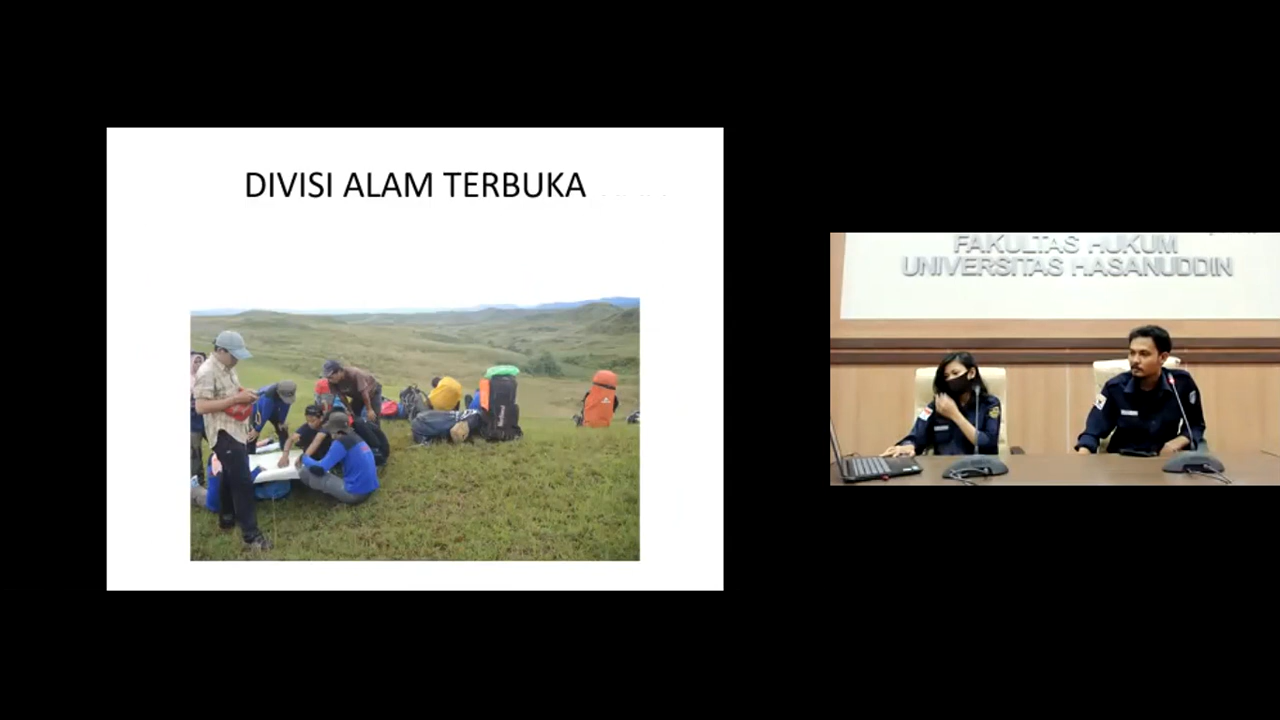 DIVISI ALAM TERBUKA
FAKULTAS HUKUM
UNIVERSITAS HASANUDDIN